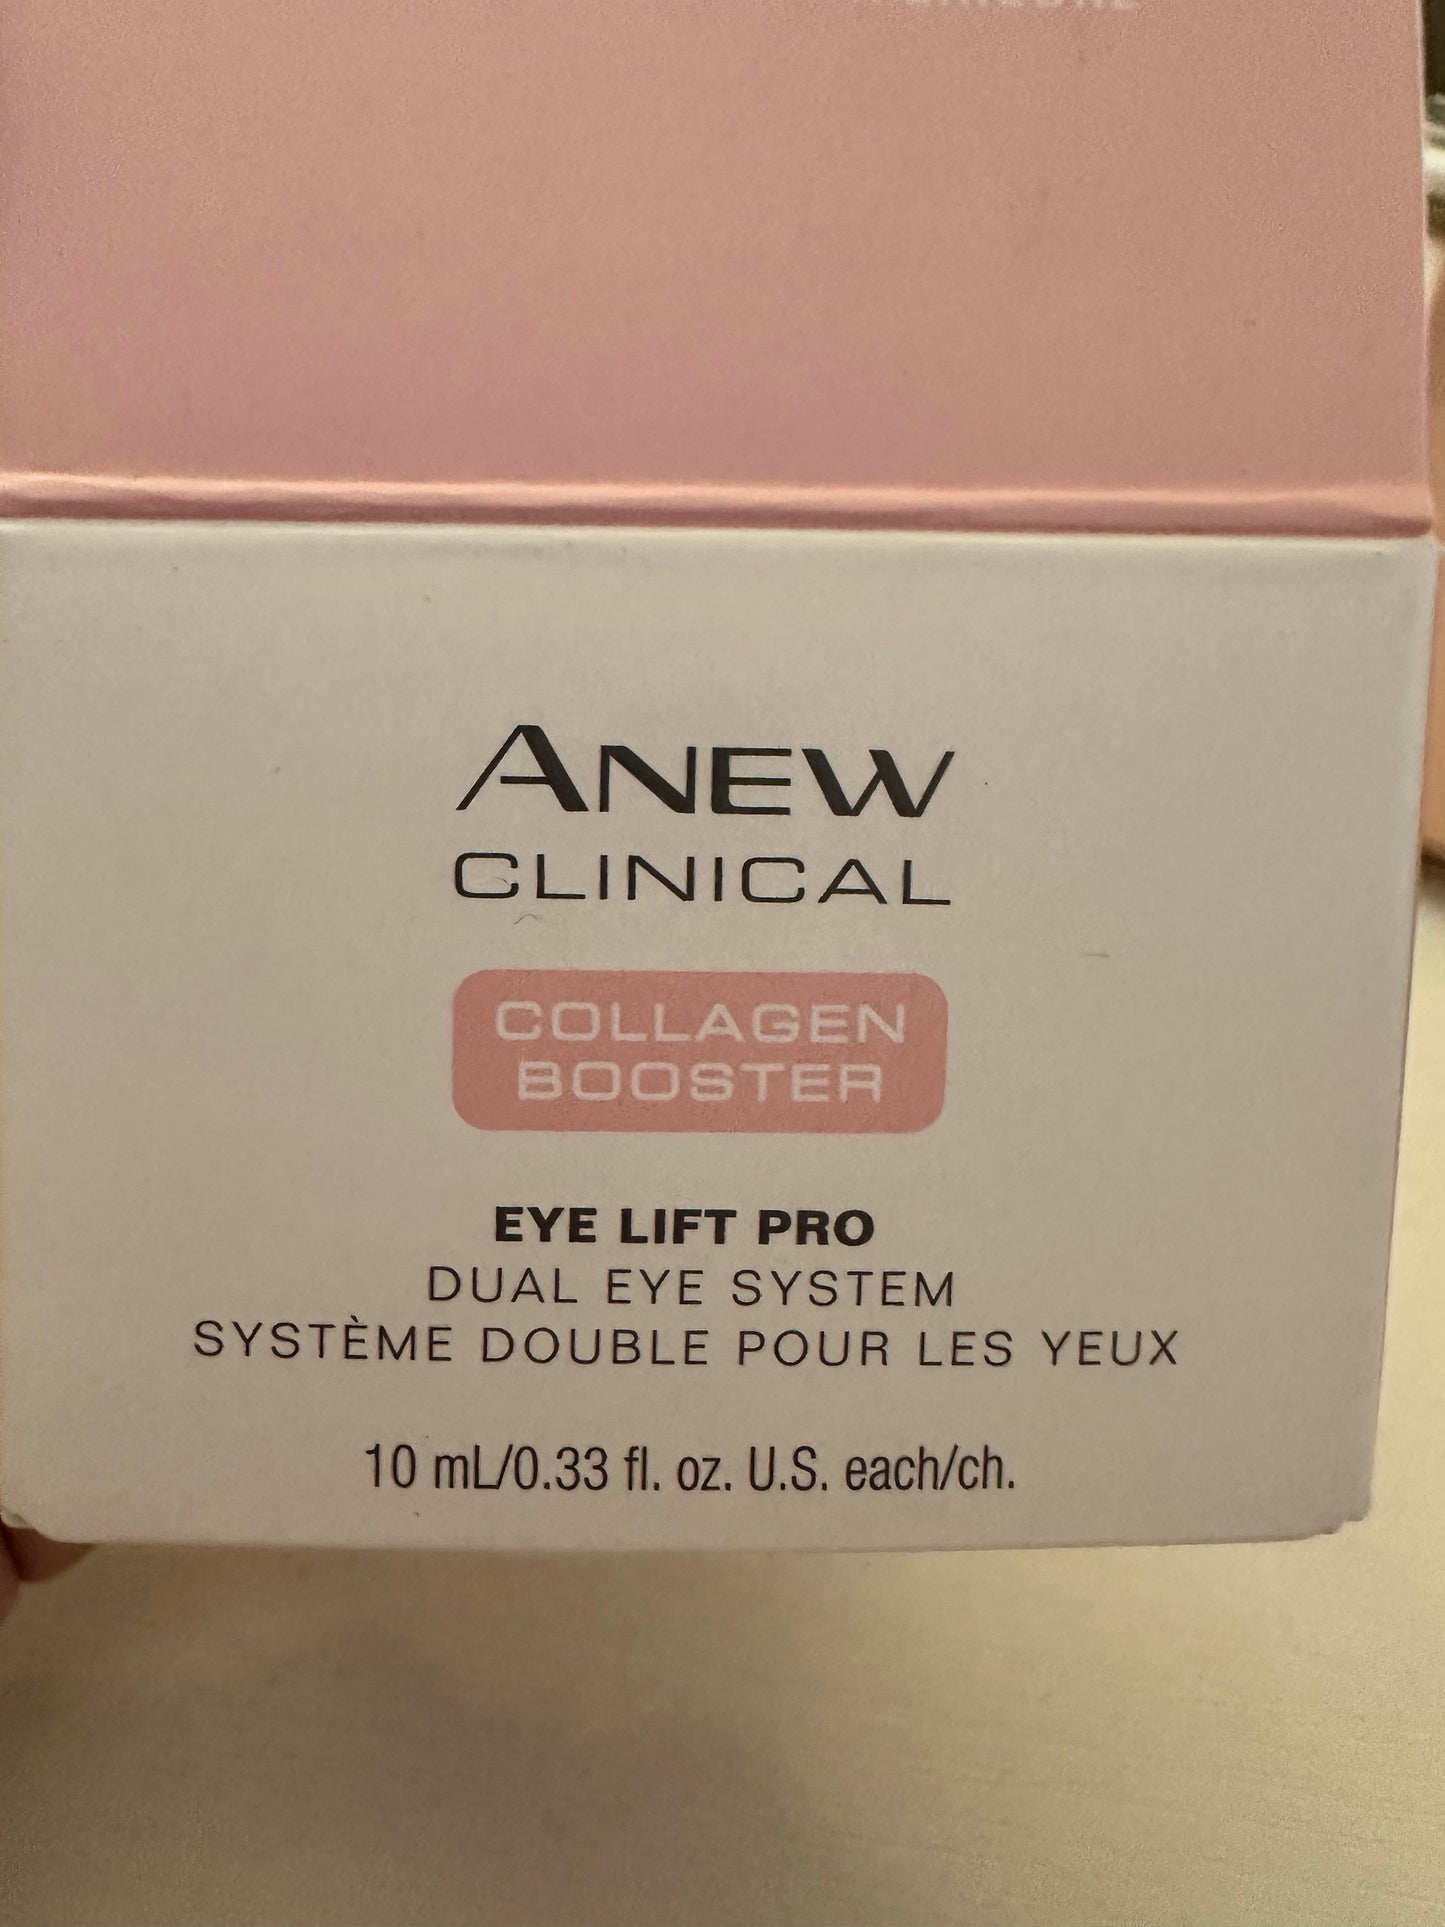 ANEW
CLINICAL
COLLAGEN
BOOSTER
EYE LIFT PRO
DUAL EYE SYSTEM
SYSTÈME DOUBLE POUR LES YEUX
10 mL/0.33 fl. oz. U.S. each/ch.